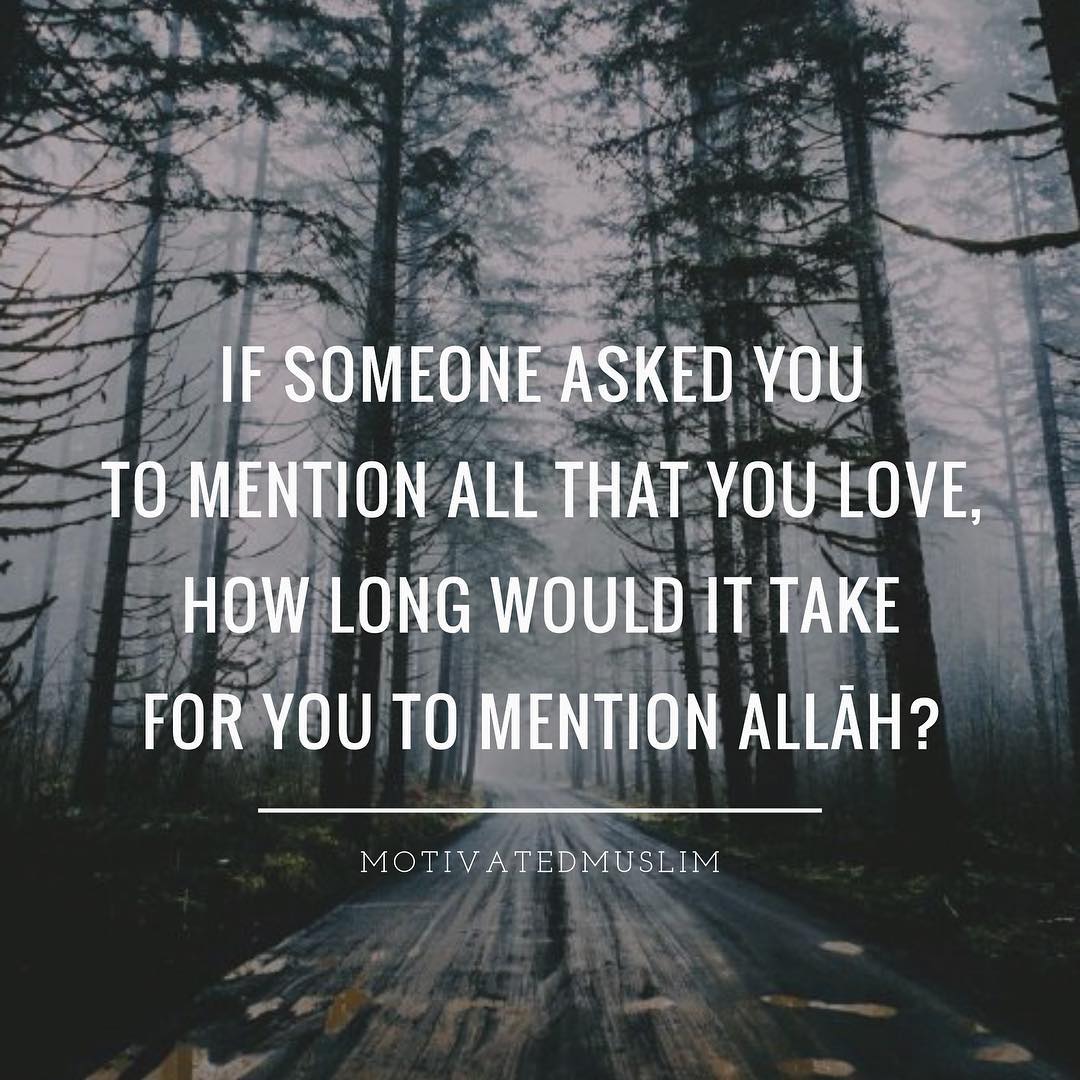 IF SOMEONE ASKED YOU
TO MENTION ALL THAT YOU LOVE,
HOW LONG WOULD IT TAKE
FOR YOU TO MENTION ALLĀH?
MOTIVATEDMUSLIM